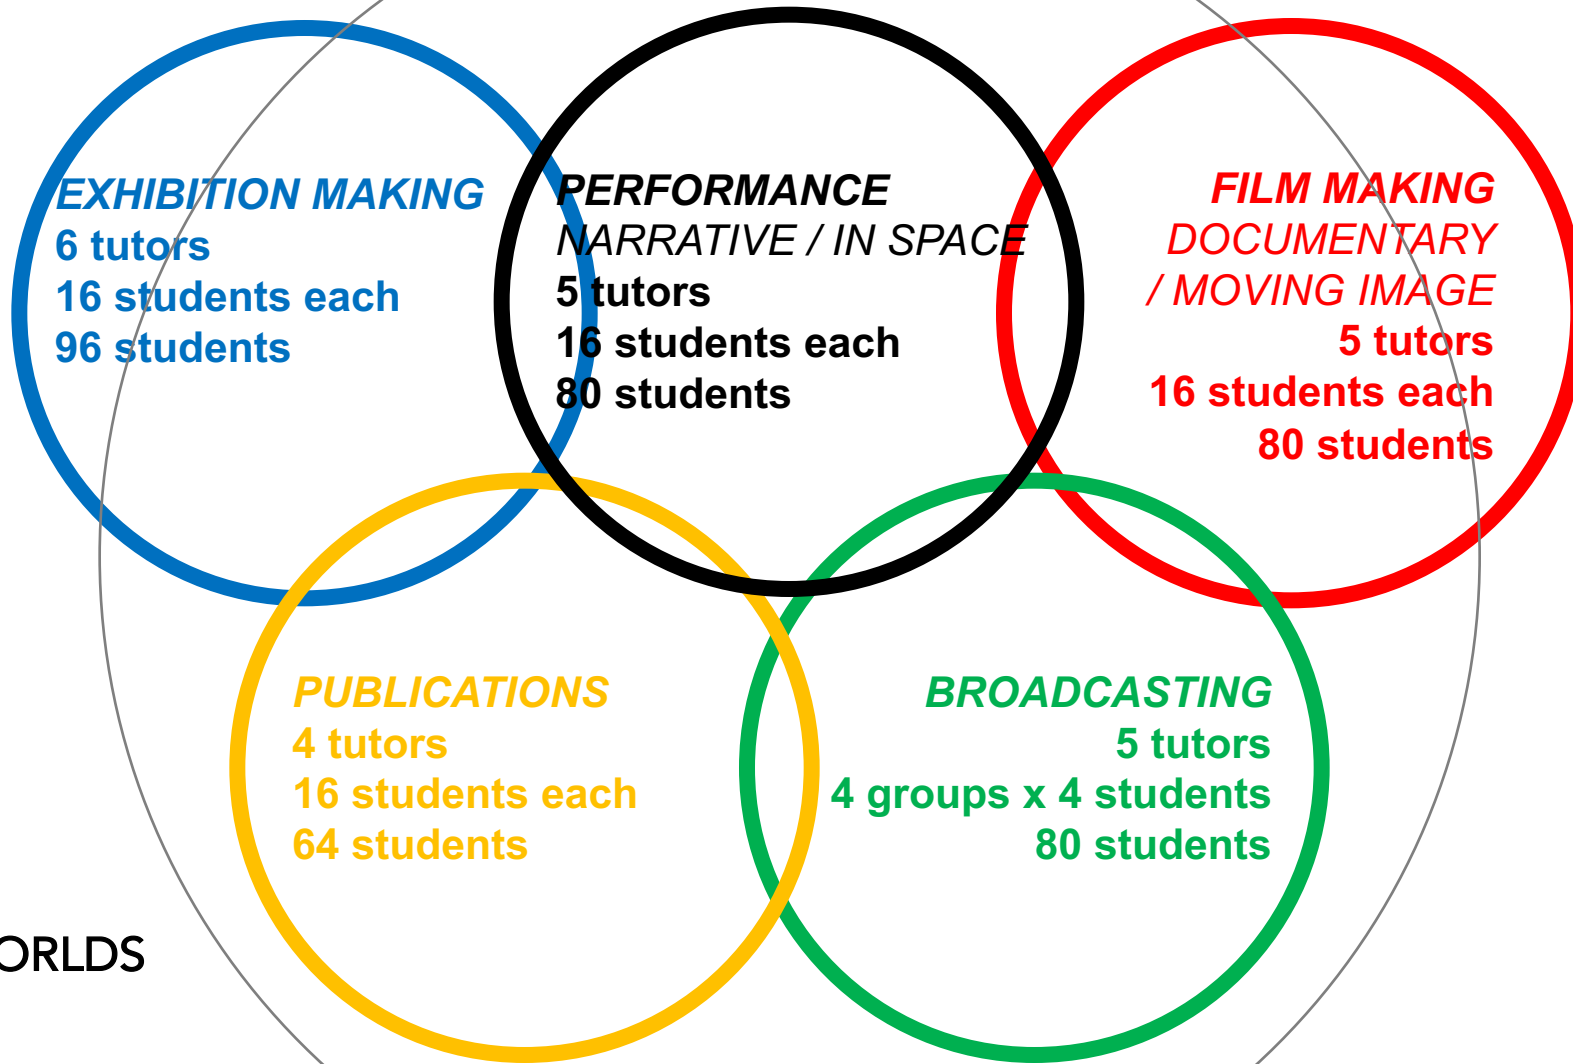 EXHIBITION MAKING
6 tutors
16 students each
96 students
PERFORMANCE
NARRATIVE / IN SPACE
5 tutors
16 students each
80 students
FILM MAKING
DOCUMENTARY
/ MOVING IMAGE
5 tutors
16 students each
80 students
PUBLICATIONS
4 tutors
16 students each
64 students
BROADCASTING
5 tutors
4 groups x 4 students
80 students
ORLDS